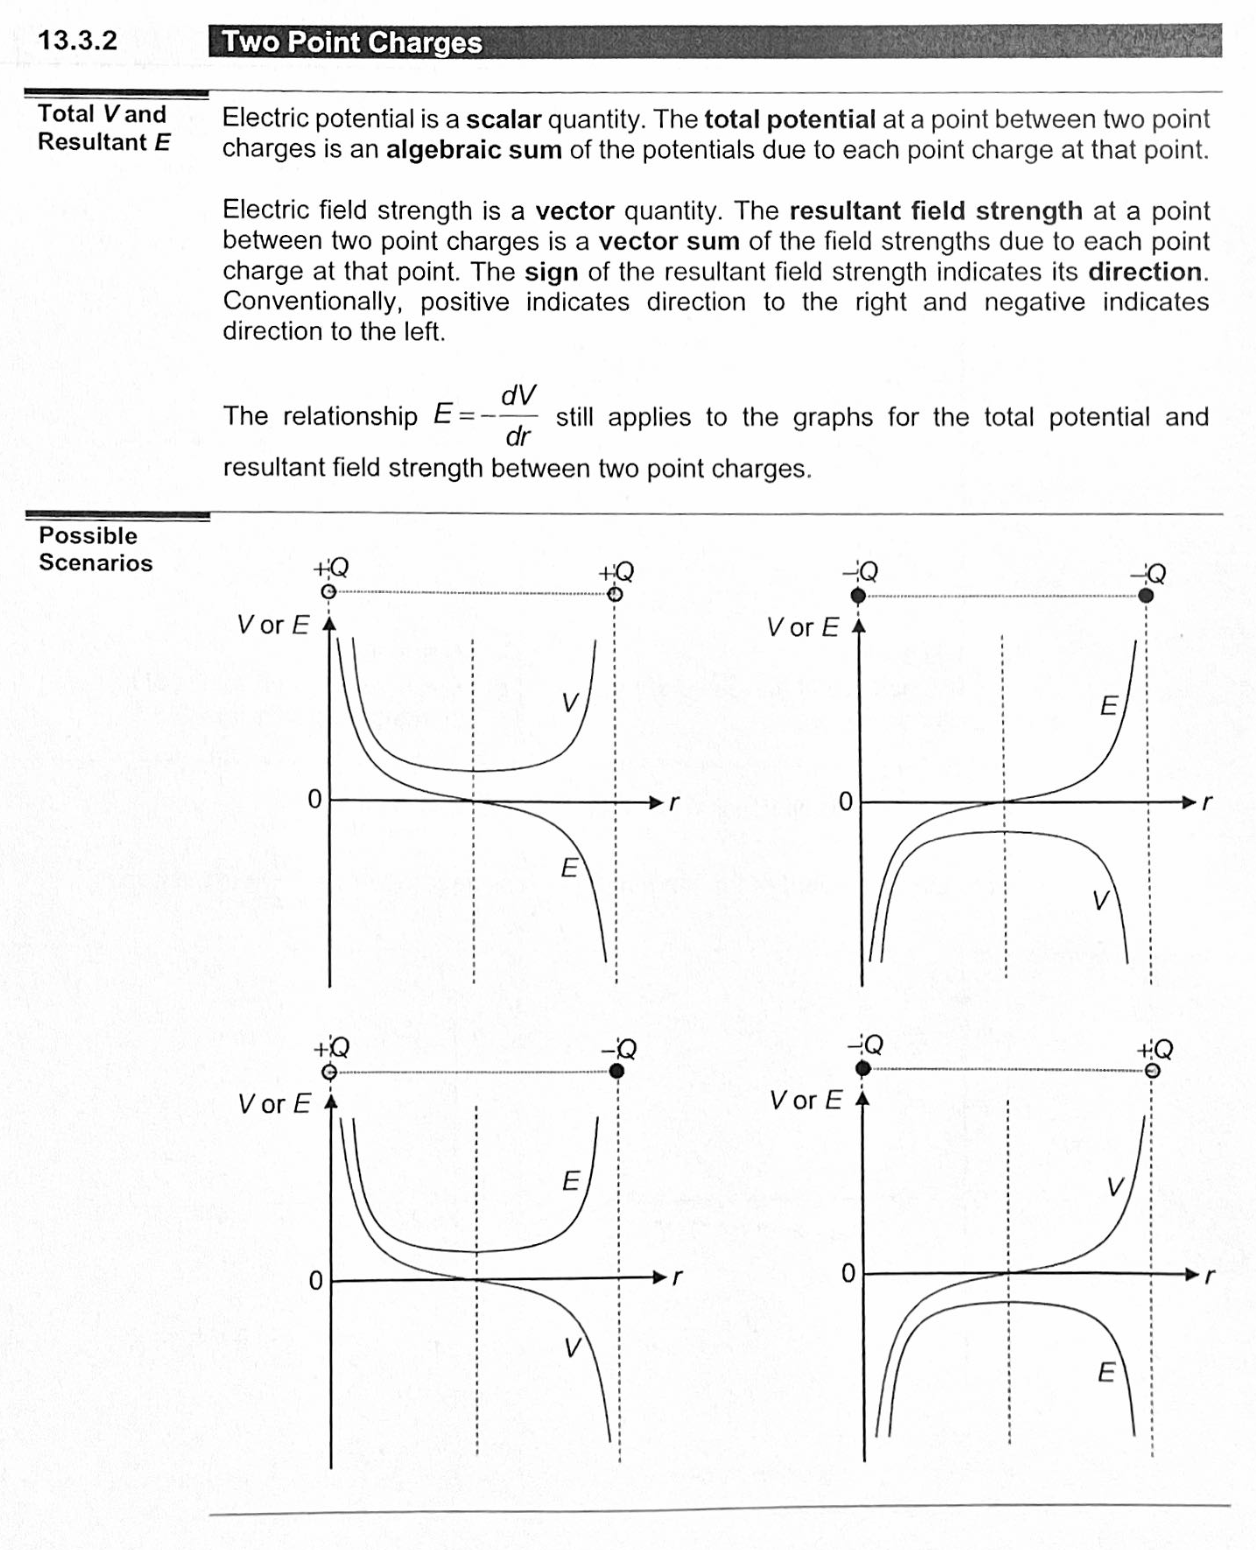 13.3.2 Two Point Charges
Total V and
Resultant E
Electric potential is a scalar quantity. The total potential at a point between two point
charges is an algebraic sum of the potentials due to each point charge at that point.
Electric field strength is a vector quantity. The resultant field strength at a point
between two point charges is a vector sum of the field strengths due to each point
charge at that point. The sign of the resultant field strength indicates its direction.
Conventionally, positive indicates direction to the right and negative indicates
direction to the left.
The relationship E = −dV/dr still applies to the graphs for the total potential and
resultant field strength between two point charges.
Possible
Scenarios
+Q +Q
V or E
V
0 r
E
−Q −Q
V or E
E
0 r
V
+Q −Q
V or E
E
0 r
V
−Q +Q
V or E
V
0 r
E